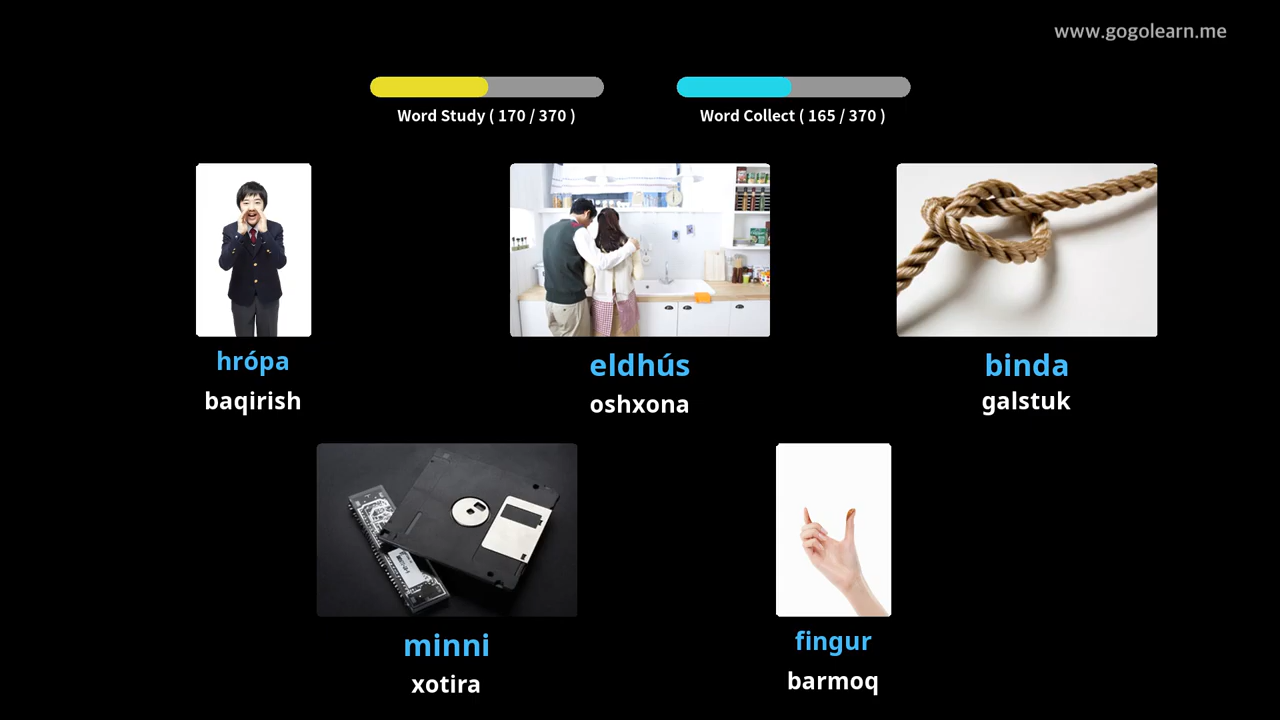 www.gogolearn.me
Word Study ( 170 / 370 )
Word Collect ( 165 / 370 )
hrópa
baqirish
eldhús
oshxona
binda
galstuk
minni
xotira
fingur
barmoq